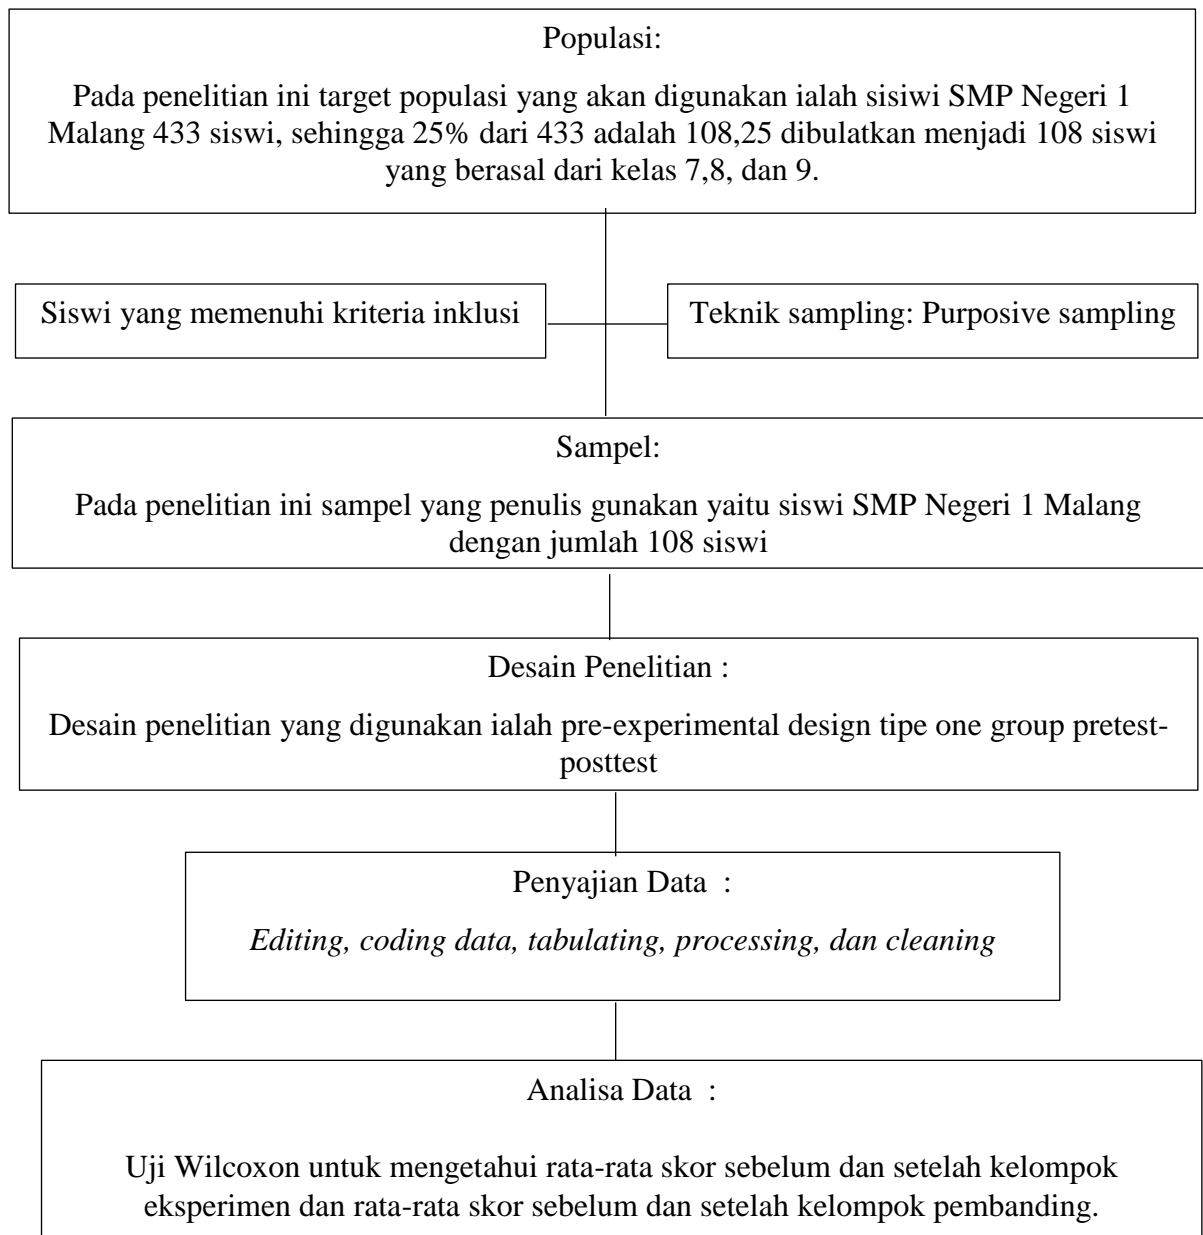 Populasi:
Pada penelitian ini target populasi yang akan digunakan ialah sisiwi SMP Negeri 1
Malang 433 siswi, sehingga 25% dari 433 adalah 108,25 dibulatkan menjadi 108 siswi
yang berasal dari kelas 7,8, dan 9.
Siswi yang memenuhi kriteria inklusi
Teknik sampling: Purposive sampling
Sampel:
Pada penelitian ini sampel yang penulis gunakan yaitu siswi SMP Negeri 1 Malang
dengan jumlah 108 siswi
Desain Penelitian :
Desain penelitian yang digunakan ialah pre-experimental design tipe one group pretest-
posttest
Penyajian Data :
Editing, coding data, tabulating, processing, dan cleaning
Analisa Data :
Uji Wilcoxon untuk mengetahui rata-rata skor sebelum dan setelah kelompok
eksperimen dan rata-rata skor sebelum dan setelah kelompok pembanding.